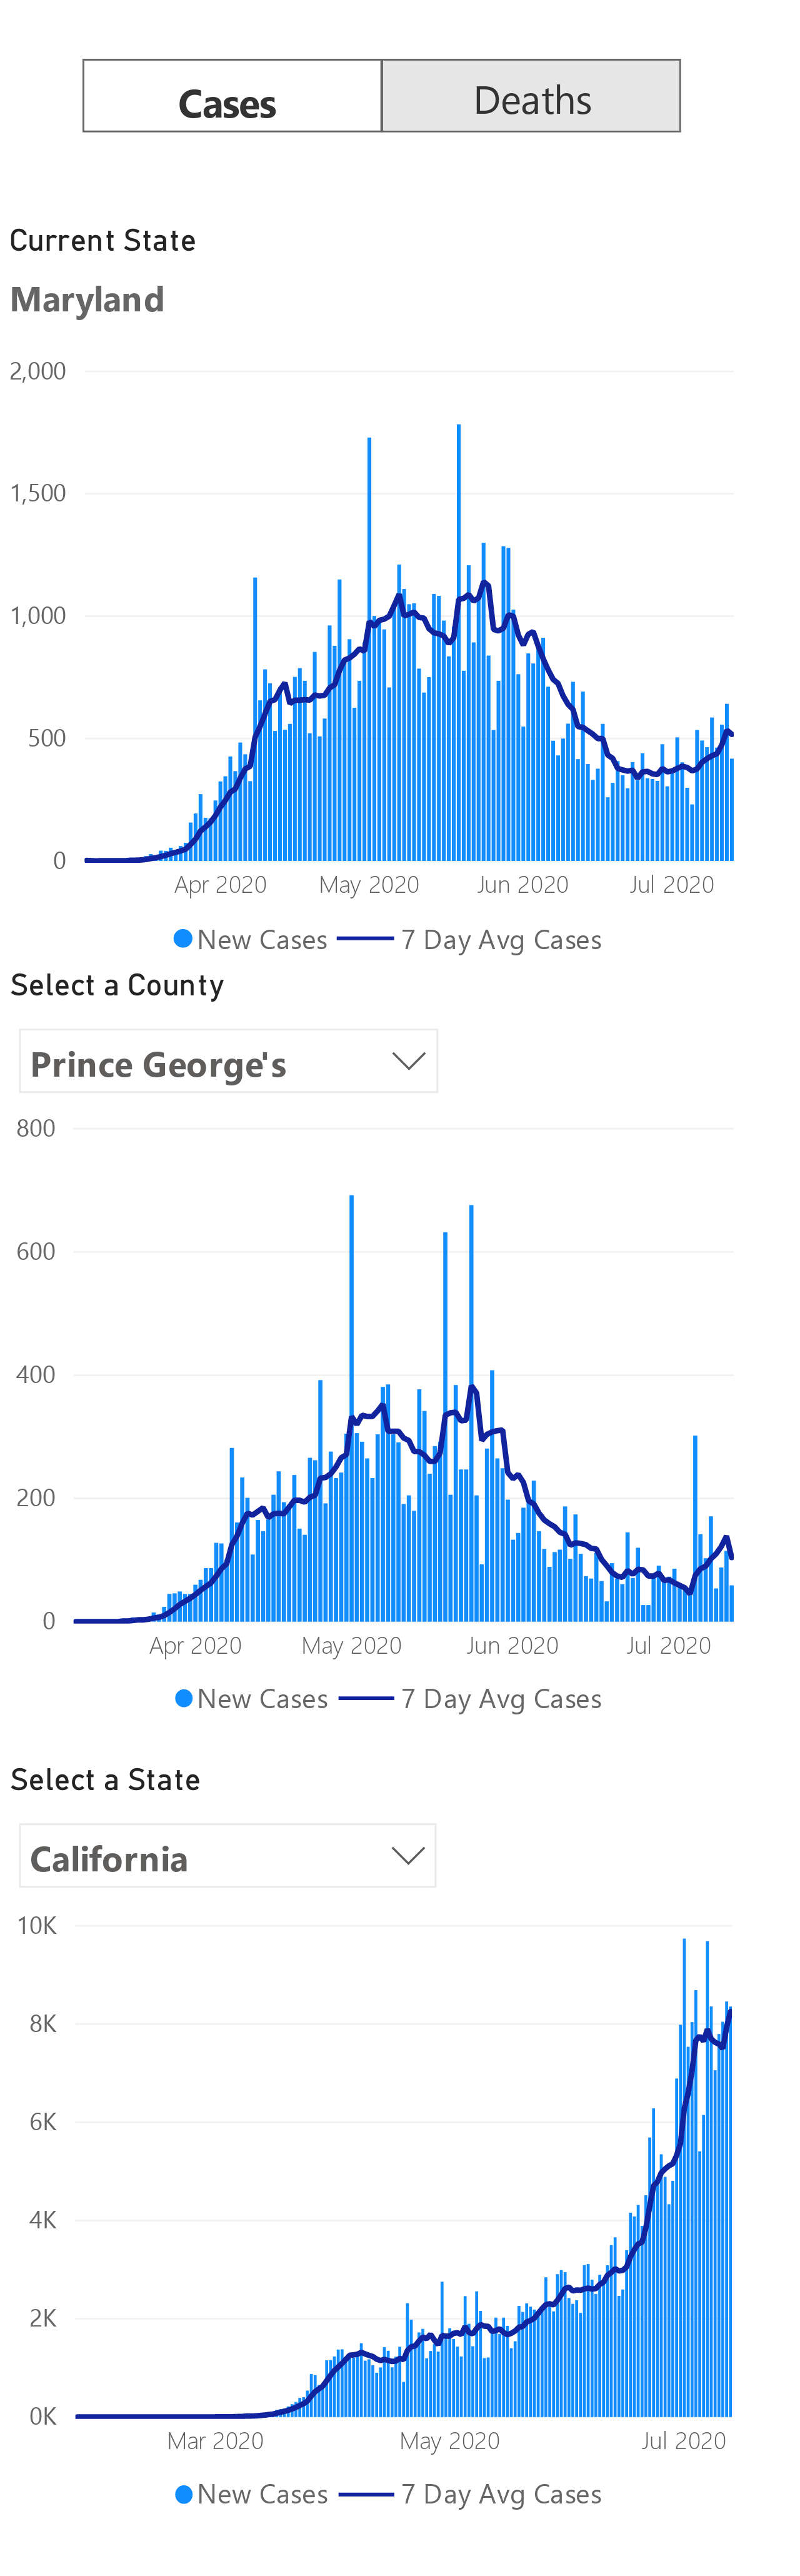 Cases Deaths
Current State
Maryland
2,000
1,500
1,000
500
0
Apr 2020 May 2020 Jun 2020 Jul 2020
New Cases 7 Day Avg Cases
Select a County
Prince George's
800
600
400
200
0
Apr 2020 May 2020 Jun 2020 Jul 2020
New Cases 7 Day Avg Cases
Select a State
California
10K
8K
6K
4K
2K
0K
Mar 2020 May 2020 Jul 2020
New Cases 7 Day Avg Cases